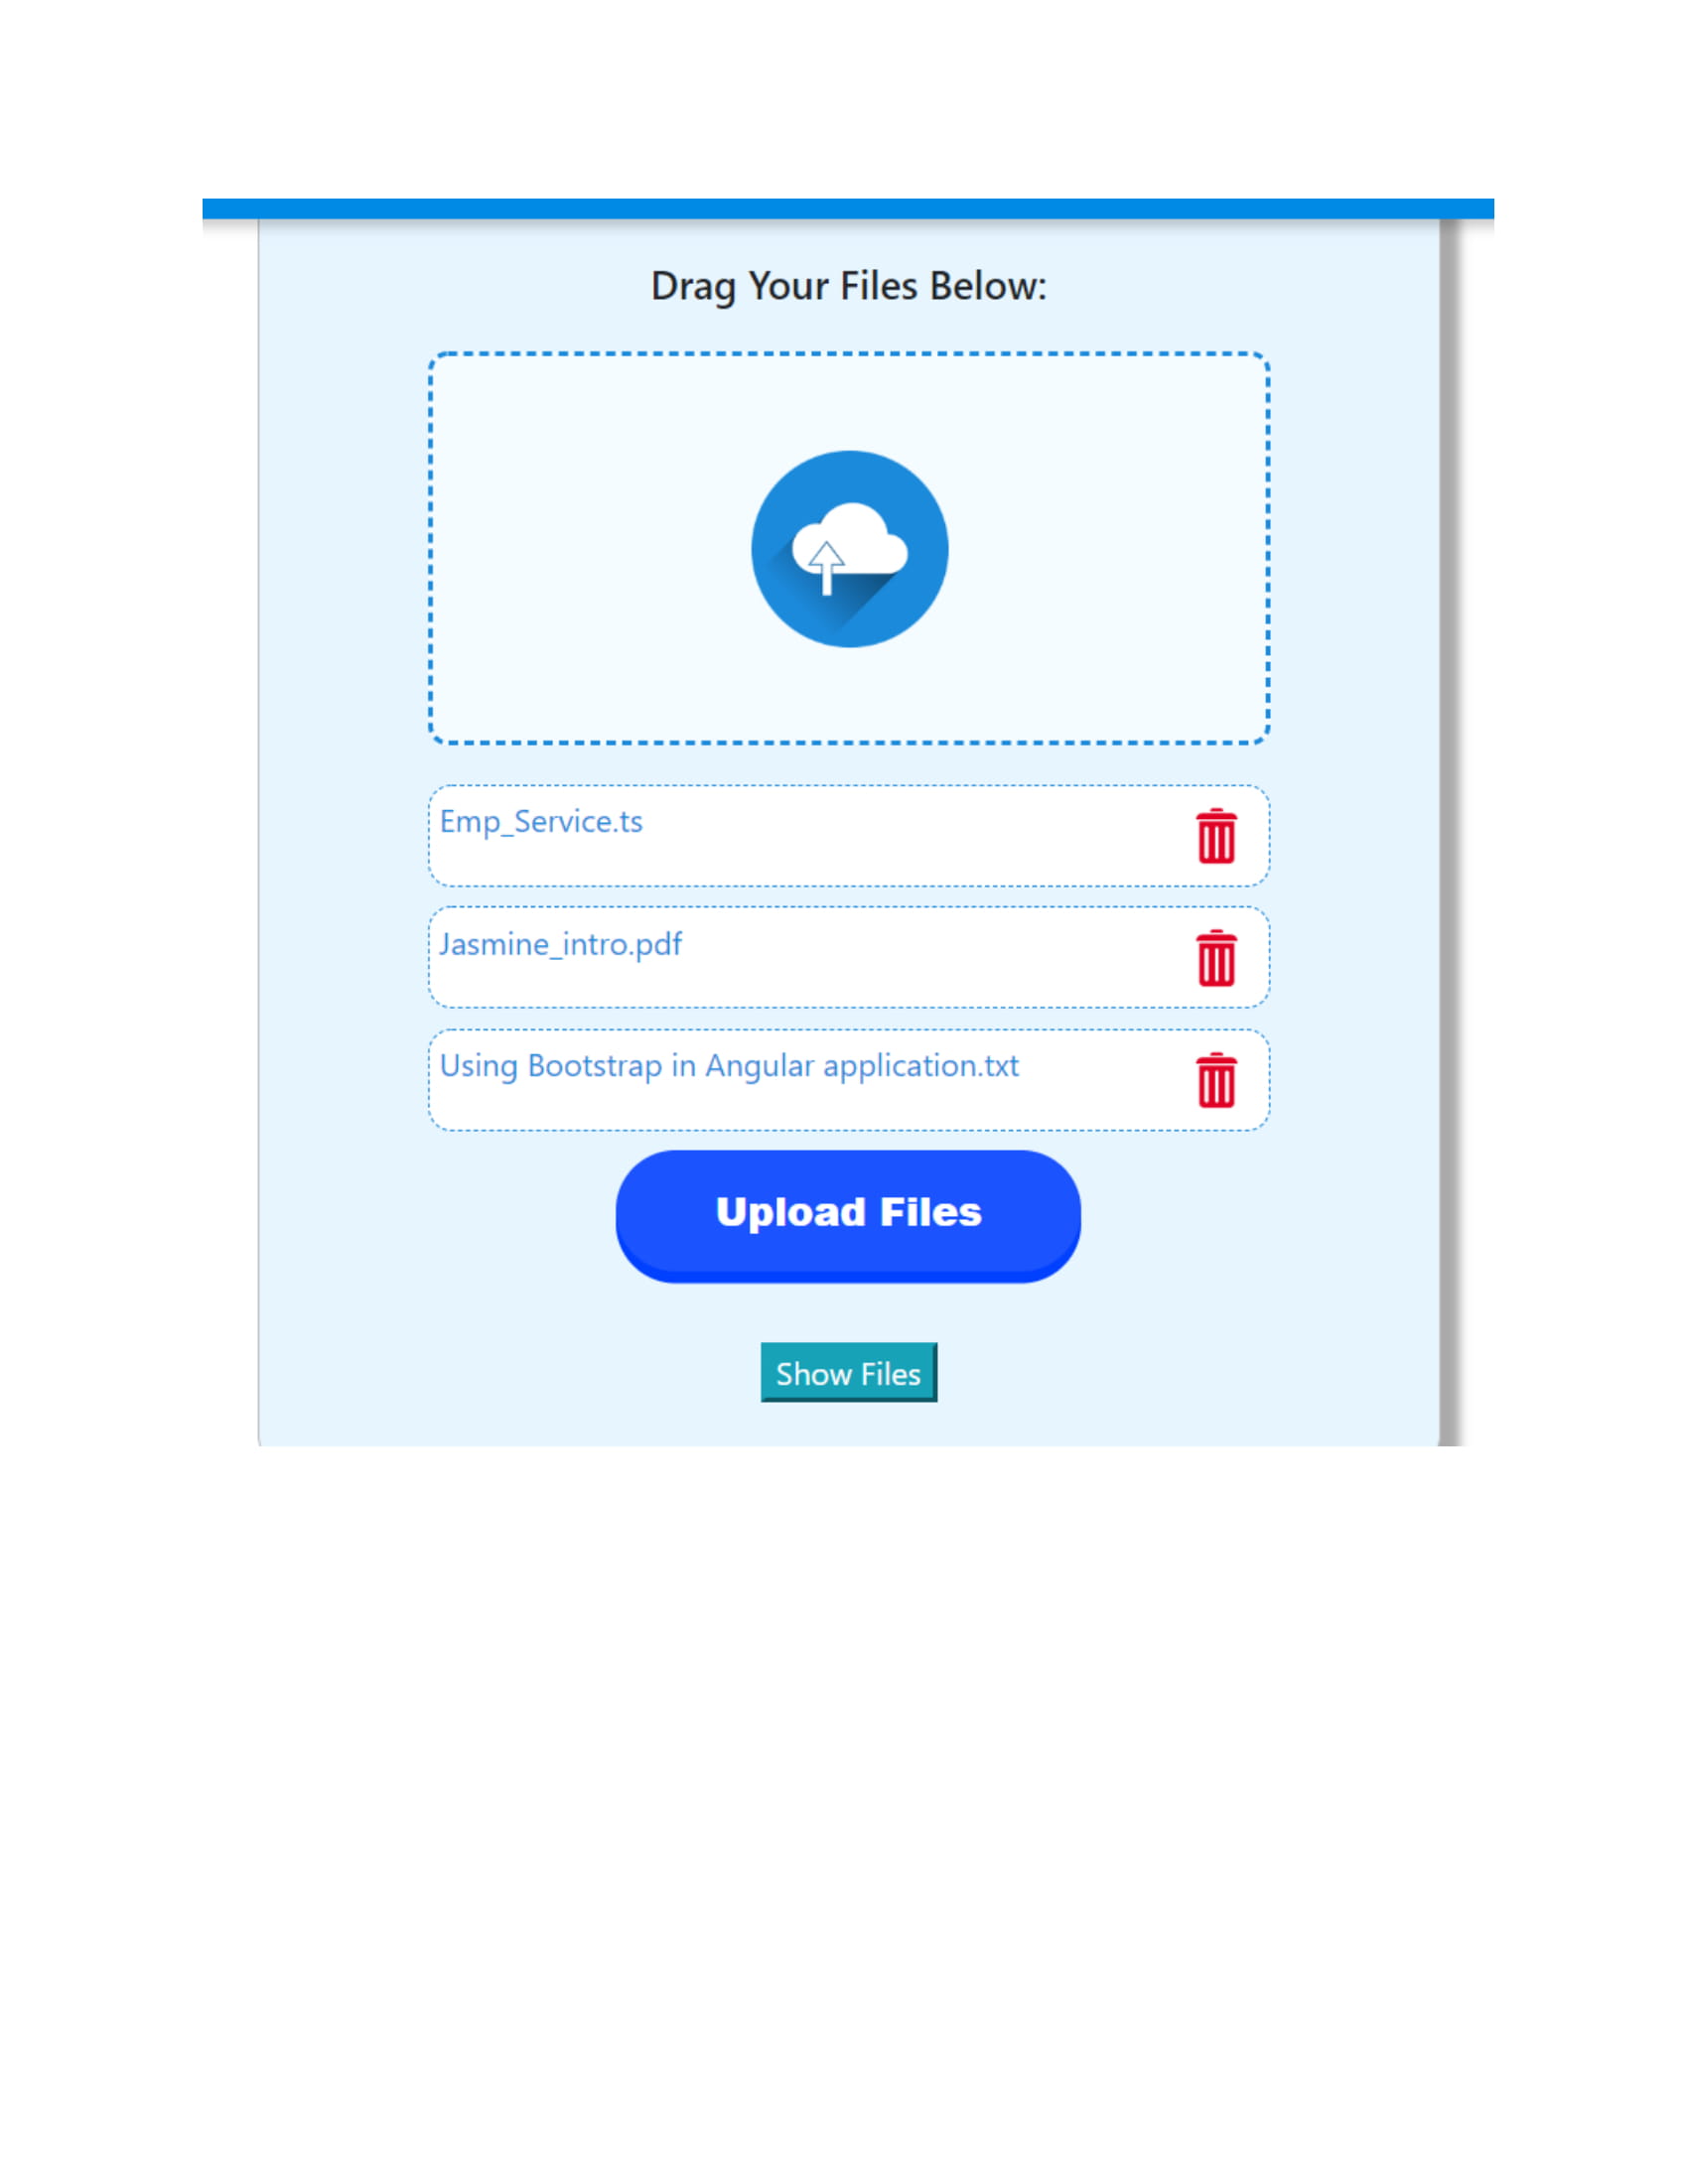 Drag Your Files Below:
Emp_Service.ts
Jasmine_intro.pdf
Using Bootstrap in Angular application.txt
Upload Files
Show Files